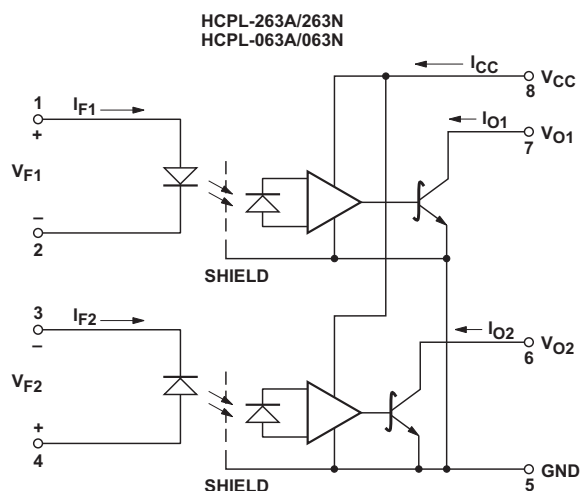 HCPL-263A/263N
HCPL-063A/063N
ICC
8 VCC
1 IF1
+
VF1
–
2
IO1
7 VO1
SHIELD
3 IF2
–
VF2
+
4
IO2
6 VO2
SHIELD
5 GND